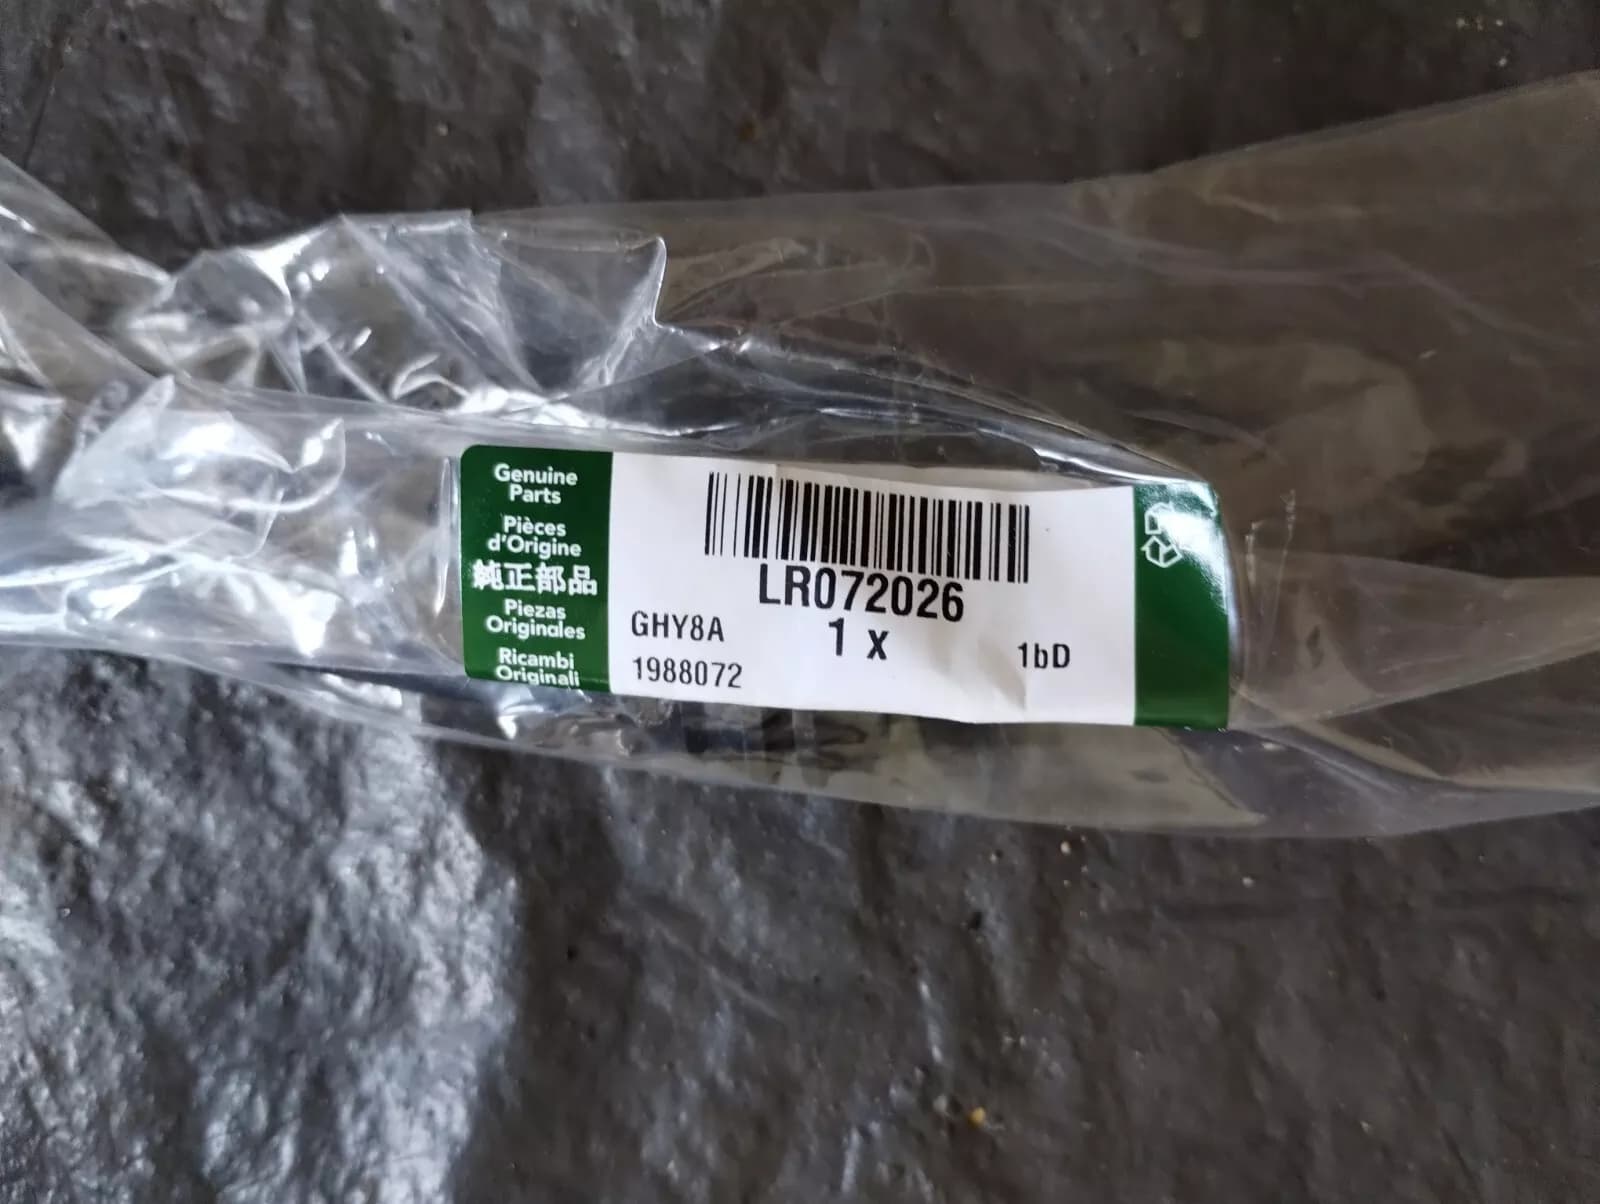 Genuine
Parts
Pièces
d'Origine
純正部品
Piezas
Originales
Ricambi
Originali
LR072026
GHY8A
1 x
1bD
1988072